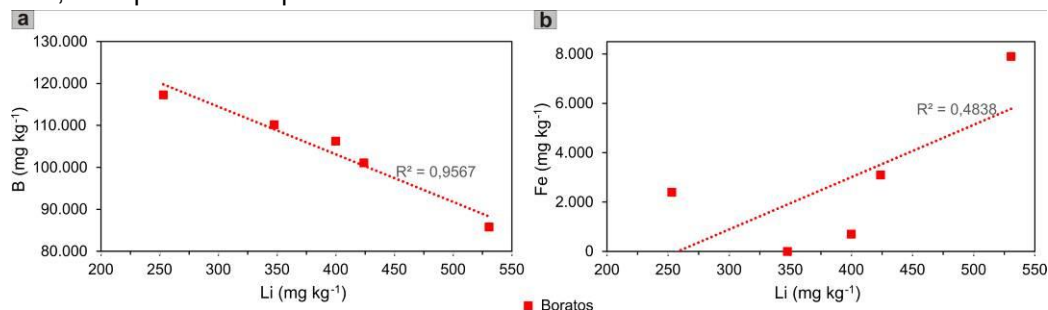 a
130.000
120.000
110.000
100.000
90.000
80.000
B (mg kg⁻¹)
R² = 0,9567
200 250 300 350 400 450 500 550
Li (mg kg⁻¹)
b
8.000
6.000
4.000
2.000
0
Fe (mg kg⁻¹)
R² = 0,4838
200 250 300 350 400 450 500 550
Li (mg kg⁻¹)
Boratos